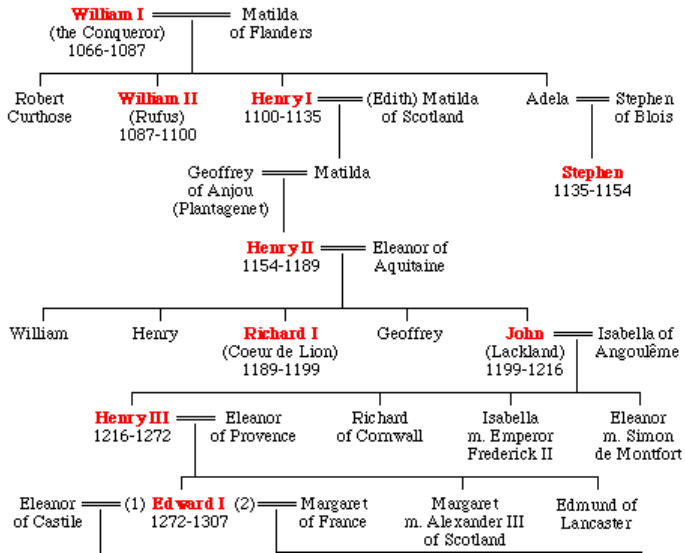 William I Matilda
(the Conqueror) of Flanders
1066-1087
Robert William II Henry I (Edith) Matilda Adela Stephen
Curthose (Rufus) 1100-1135 of Scotland of Blois
1087-1100
Geoffrey Matilda Stephen
of Anjou 1135-1154
(Plantagenet)
Henry II Eleanor of
1154-1189 Aquitaine
William Henry Richard I Geoffrey John Isabella of
(Coeur de Lion) (Lackland) Angoulême
1189-1199 1199-1216
Henry III Eleanor Richard Isabella Eleanor
1216-1272 of Provence of Cornwall m. Emperor m. Simon
Frederick II de Montfort
Eleanor (1) Edward I (2) Margaret Margaret Edmund of
of Castile 1272-1307 of France m. Alexander III Lancaster
of Scotland